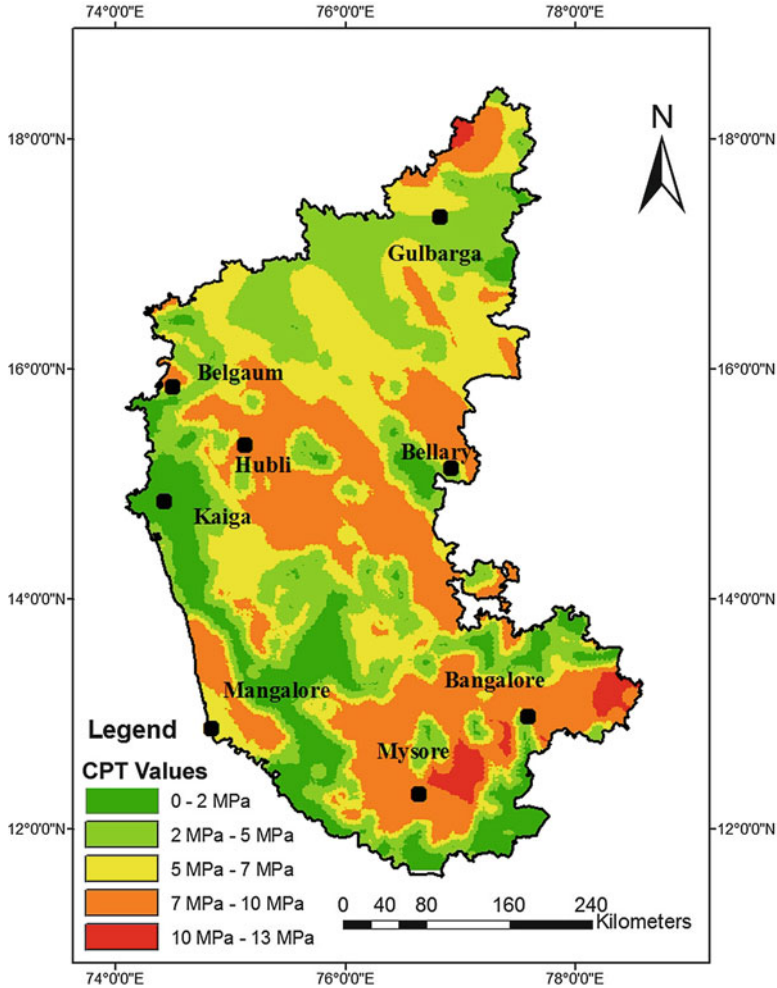 74°0'0"E 76°0'0"E 78°0'0"E
N
18°0'0"N 18°0'0"N
Gulbarga
16°0'0"N 16°0'0"N
Belgaum
Bellary
Hubli
Kaiga
14°0'0"N 14°0'0"N
Bangalore
Mangalore
Legend
Mysore
CPT Values
0 - 2 MPa
2 MPa - 5 MPa
5 MPa - 7 MPa
7 MPa - 10 MPa
10 MPa - 13 MPa
12°0'0"N 12°0'0"N
0 40 80 160 240
Kilometers
74°0'0"E 76°0'0"E 78°0'0"E